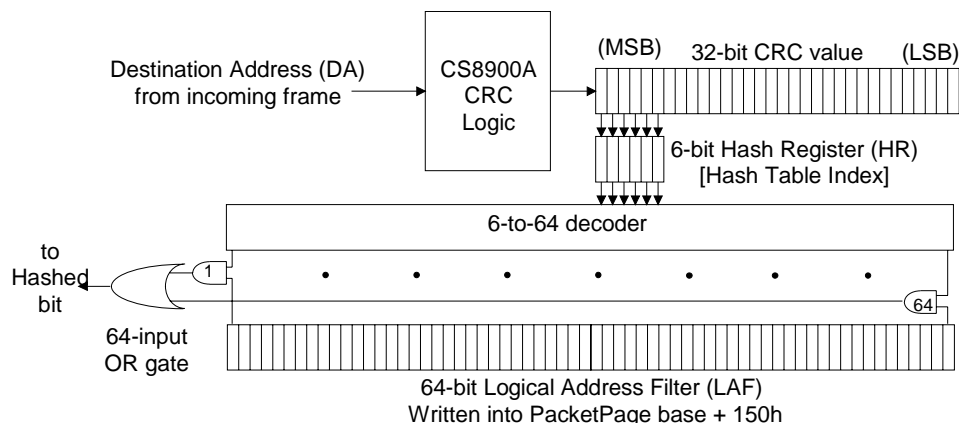 (MSB) 32-bit CRC value (LSB)
Destination Address (DA)
from incoming frame
CS8900A
CRC
Logic
6-bit Hash Register (HR)
[Hash Table Index]
6-to-64 decoder
to
Hashed
bit
1
64
64-input
OR gate
64-bit Logical Address Filter (LAF)
Written into PacketPage base + 150h